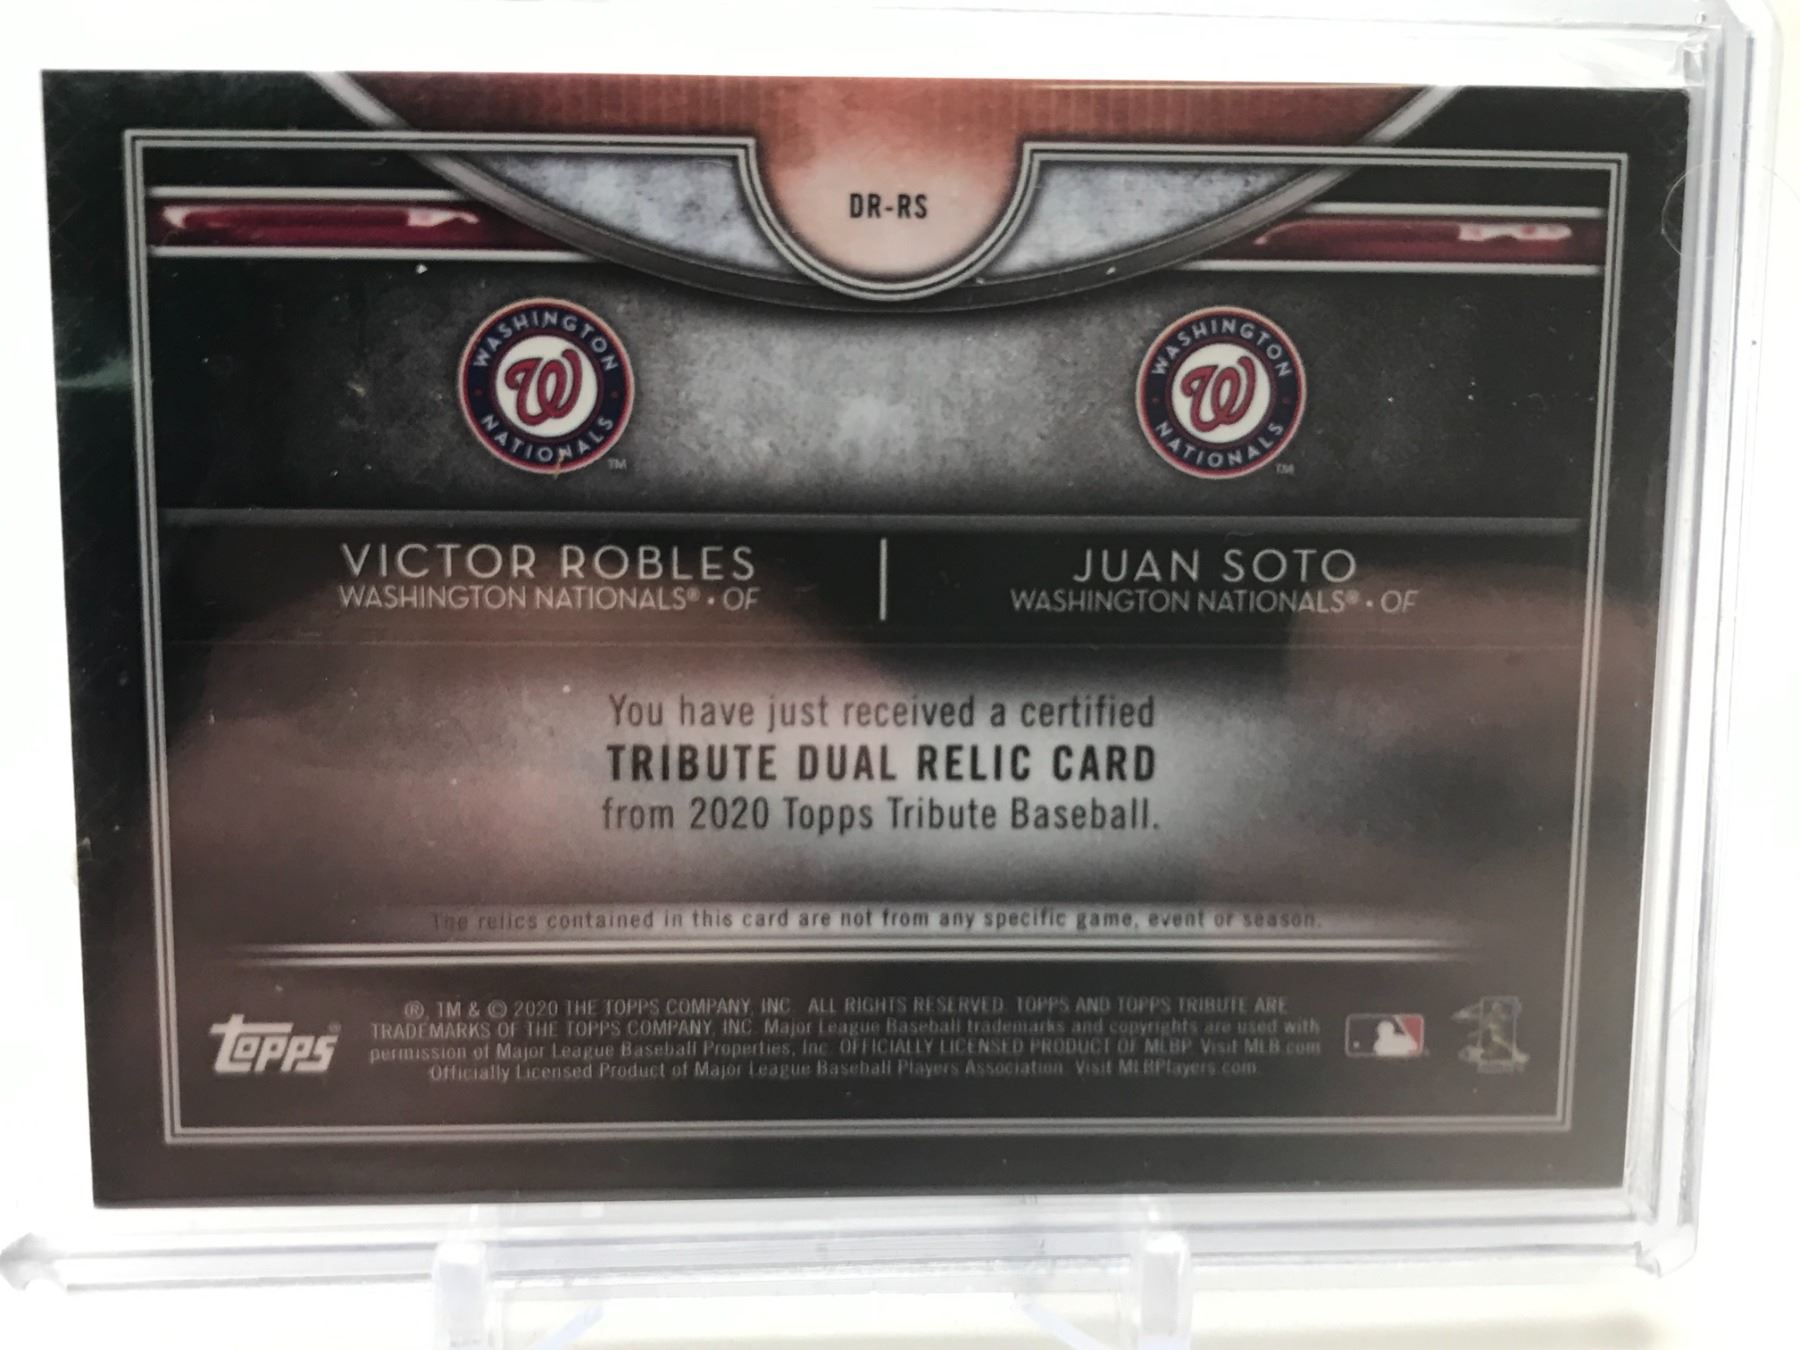 DR-RS
WASHINGTON NATIONALS ™
WASHINGTON NATIONALS ™
VICTOR ROBLES
WASHINGTON NATIONALS® • OF
JUAN SOTO
WASHINGTON NATIONALS® • OF
You have just received a certified
TRIBUTE DUAL RELIC CARD
from 2020 Topps Tribute Baseball.
The relics contained in this card are not from any specific game, event or season.
topps®
®, TM & © 2020 THE TOPPS COMPANY, INC. ALL RIGHTS RESERVED. TOPPS AND TOPPS TRIBUTE ARE
TRADEMARKS OF THE TOPPS COMPANY, INC. Major League Baseball trademarks and copyrights are used with
permission of Major League Baseball Properties, Inc. OFFICIALLY LICENSED PRODUCT OF MLBP Visit MLB.com
Officially Licensed Product of Major League Baseball Players Association. Visit MLBPlayers.com.